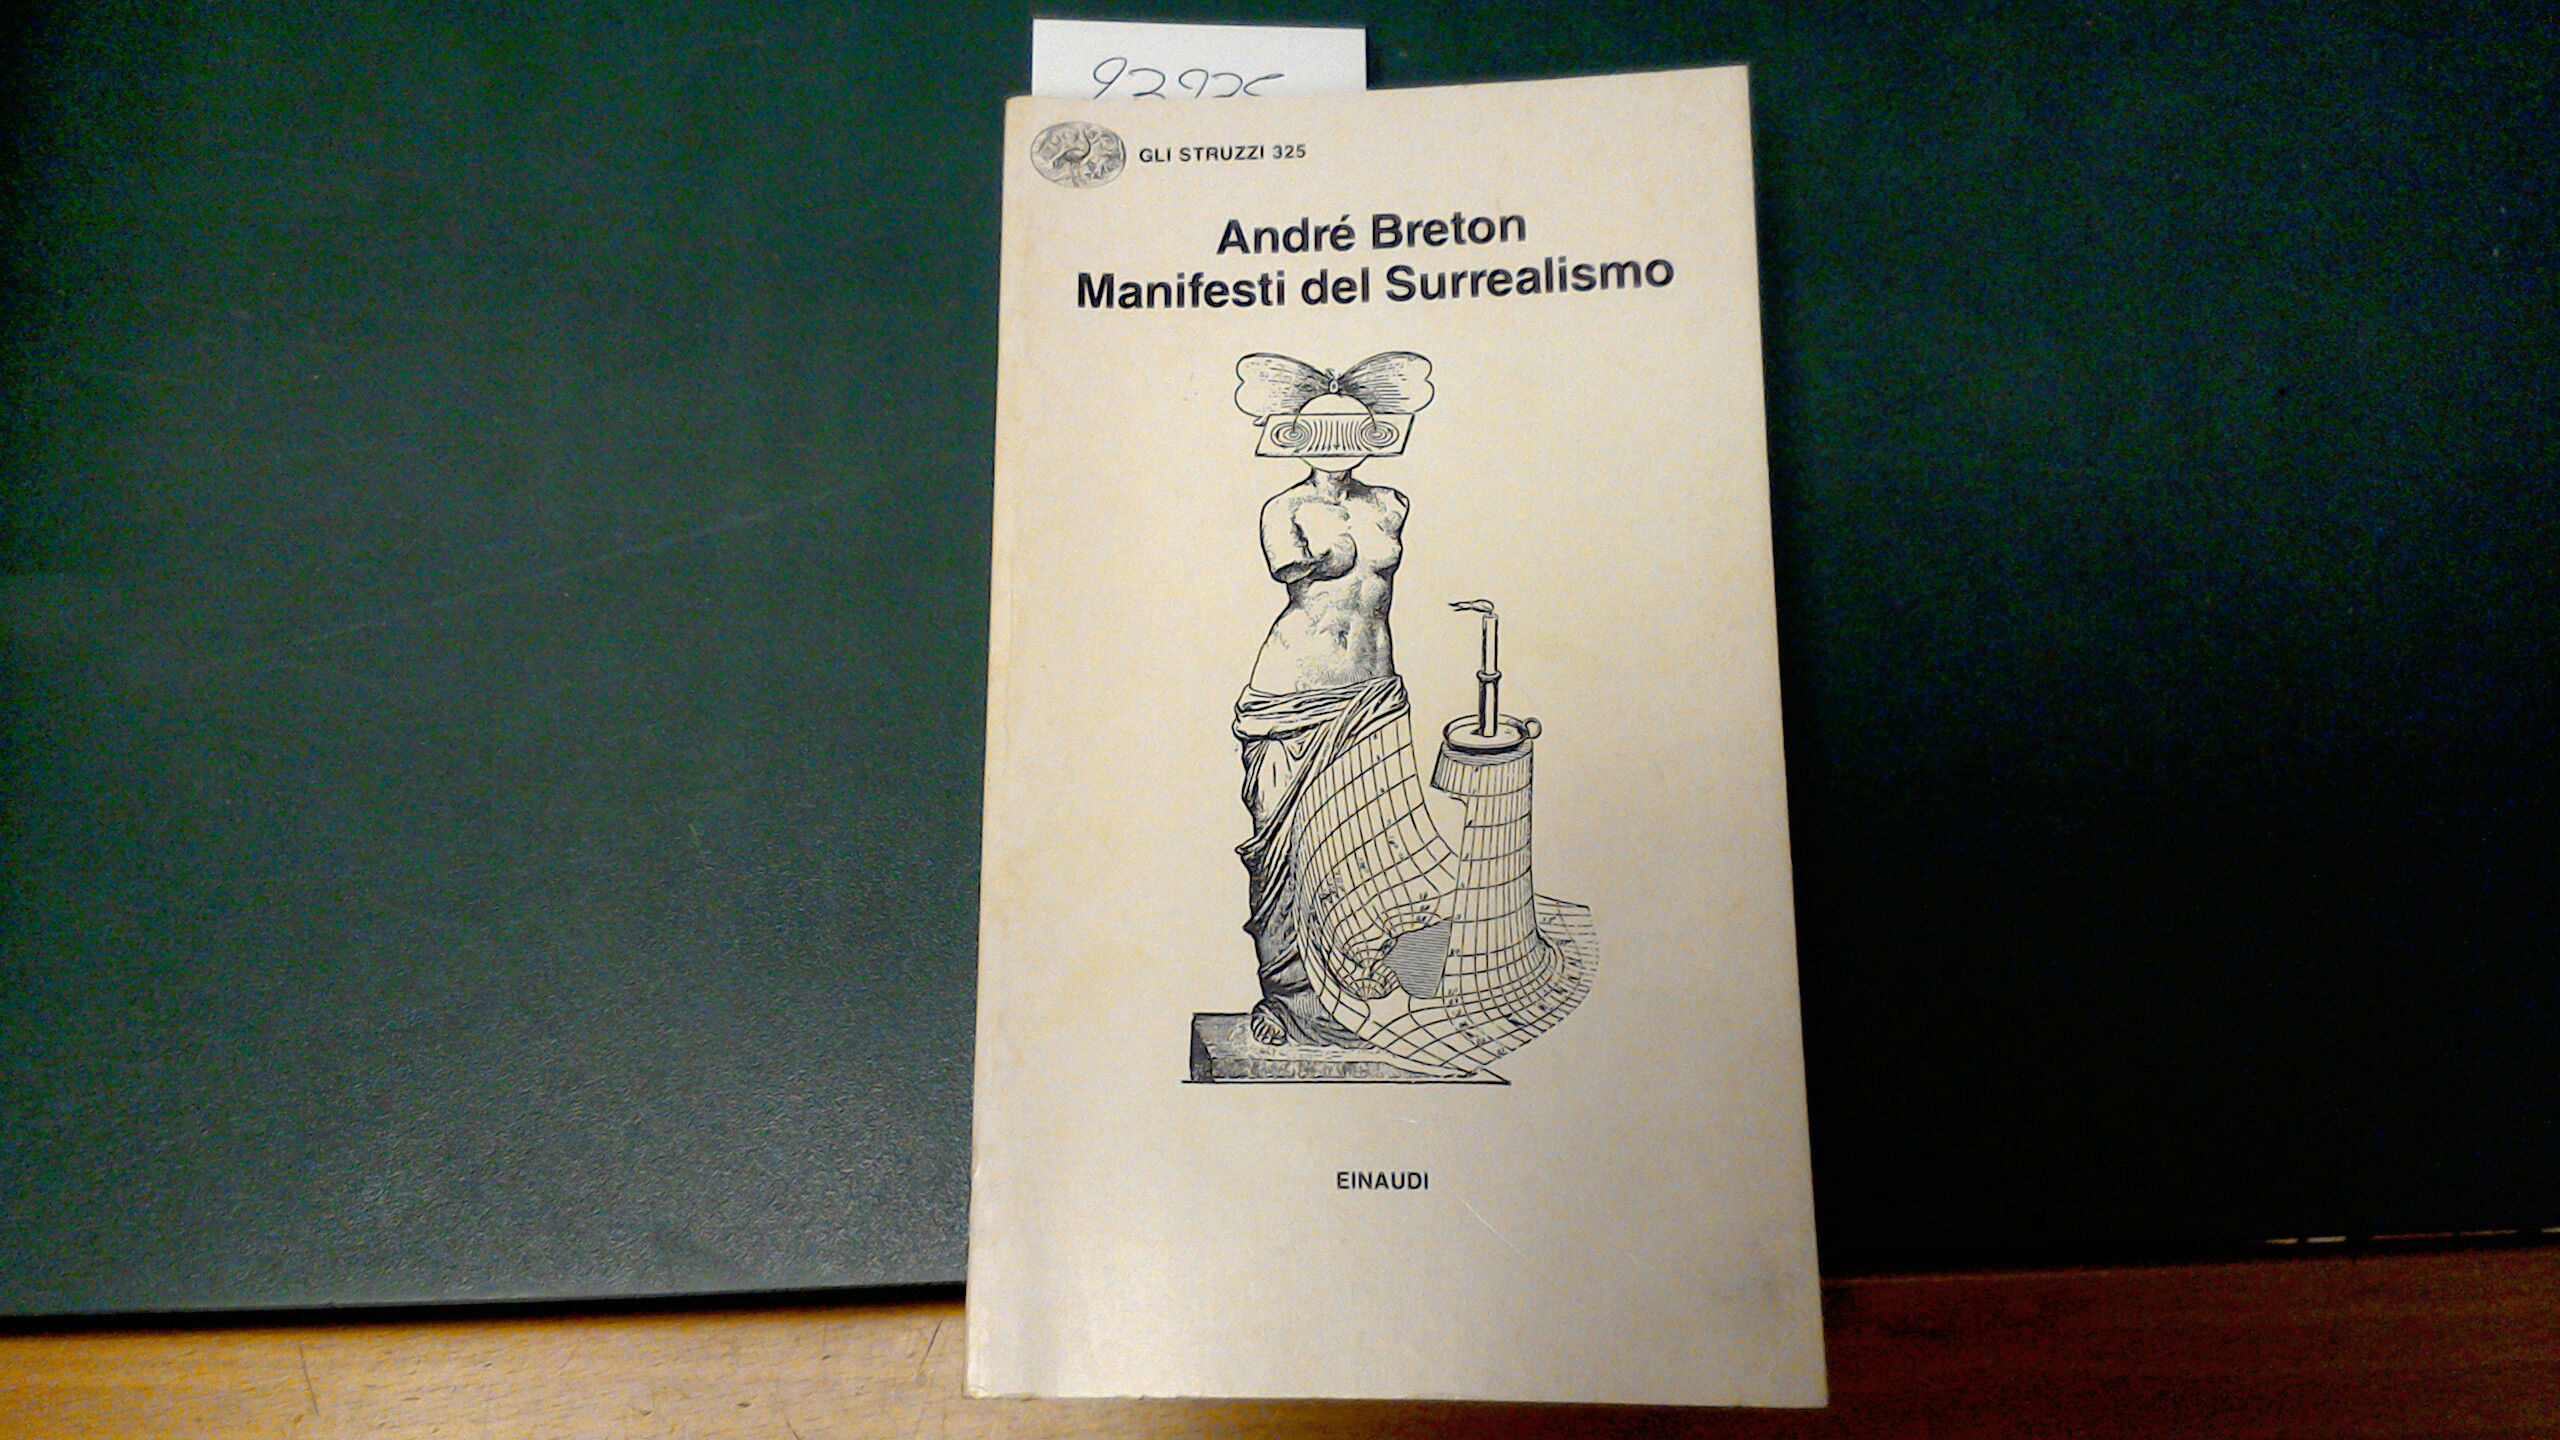 GLI STRUZZI 325
André Breton
Manifesti del Surrealismo
EINAUDI